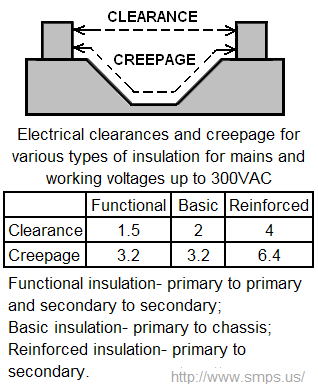 CLEARANCE
CREEPAGE
Electrical clearances and creepage for
various types of insulation for mains and
working voltages up to 300VAC
Functional Basic Reinforced
Clearance 1.5 2 4
Creepage 3.2 3.2 6.4
Functional insulation- primary to primary
and secondary to secondary;
Basic insulation- primary to chassis;
Reinforced insulation- primary to
secondary.
http://www.smps.us/